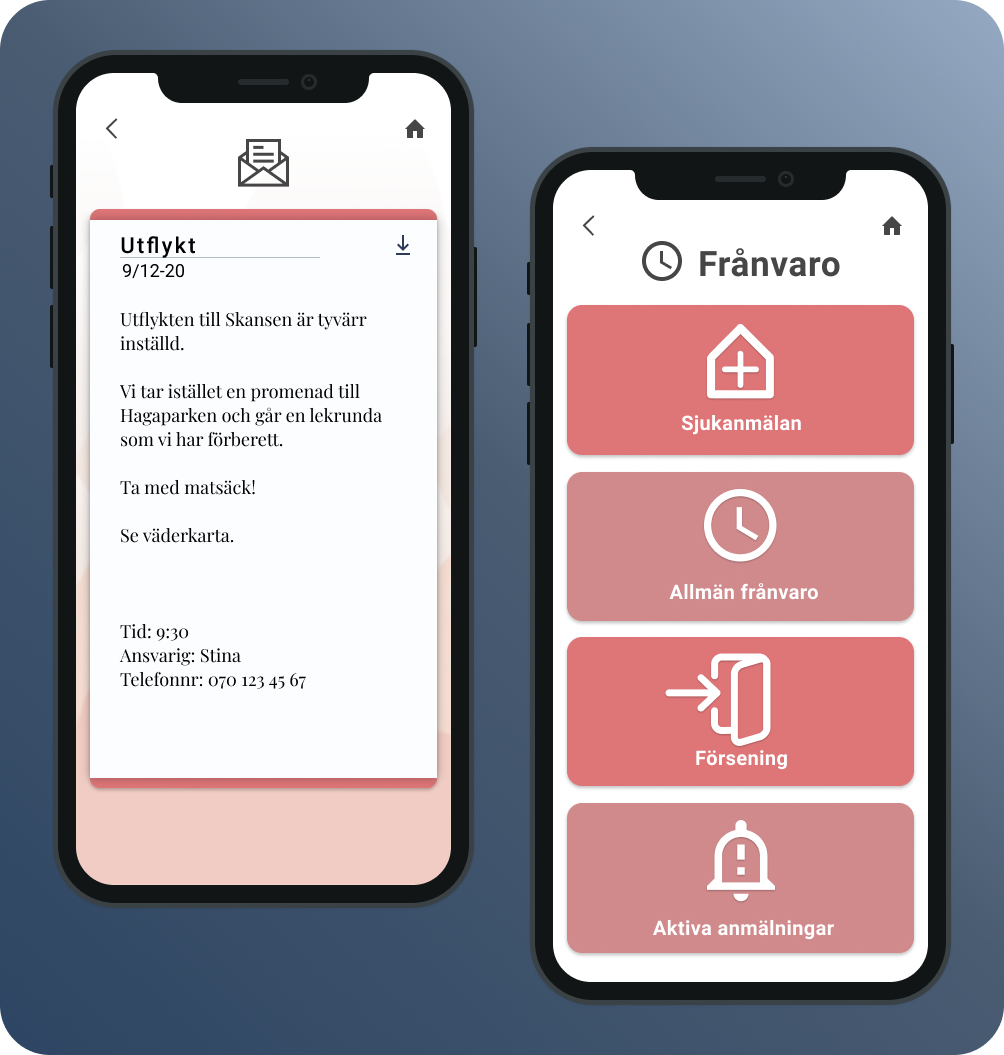 Utflykt
9/12-20
Utflykten till Skansen är tyvärr
inställd.
Vi tar istället en promenad till
Hagaparken och går en lekrunda
som vi har förberett.
Ta med matsäck!
Se väderkarta.
Tid: 9:30
Ansvarig: Stina
Telefonnr: 070 123 45 67
Frånvaro
Sjukanmälan
Allmän frånvaro
Försening
Aktiva anmälningar